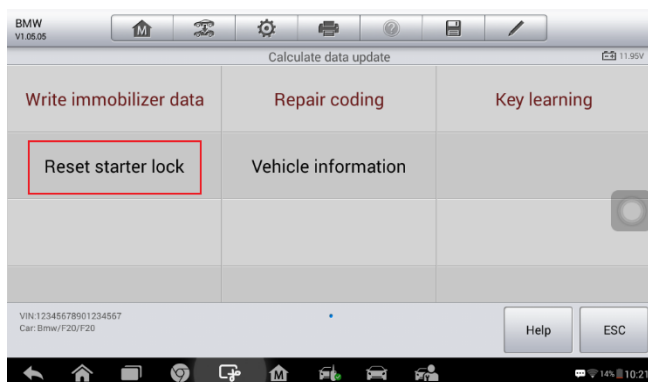 BMW
V1.05.05
Calculate data update
11.95V
Write immobilizer data
Repair coding
Key learning
Reset starter lock
Vehicle information
VIN:12345678901234567
Car: Bmw/F20/F20
Help
ESC
14%
10:21